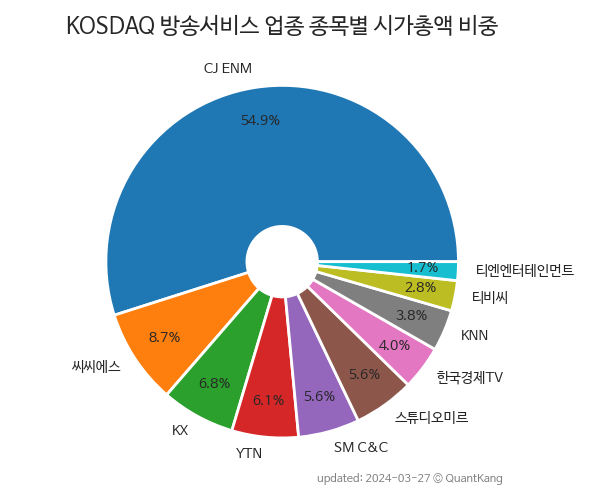 KOSDAQ 방송서비스 업종 종목별 시가총액 비중
CJ ENM
54.9%
1.7%
티엔엔터테인먼트
2.8%
티비씨
3.8%
KNN
8.7%
4.0%
씨씨에스
5.6%
한국경제TV
6.8%
5.6%
6.1%
스튜디오미르
KX
SM C&C
YTN
updated: 2024-03-27 © QuantKang